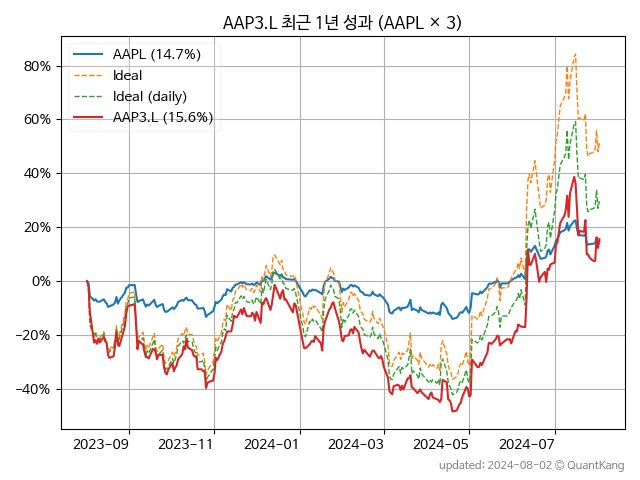 AAP3.L 최근 1년 성과 (AAPL × 3)
AAPL (14.7%)
Ideal
Ideal (daily)
AAP3.L (15.6%)
80%
60%
40%
20%
0%
−20%
−40%
2023-09 2023-11 2024-01 2024-03 2024-05 2024-07
updated: 2024-08-02 © QuantKang